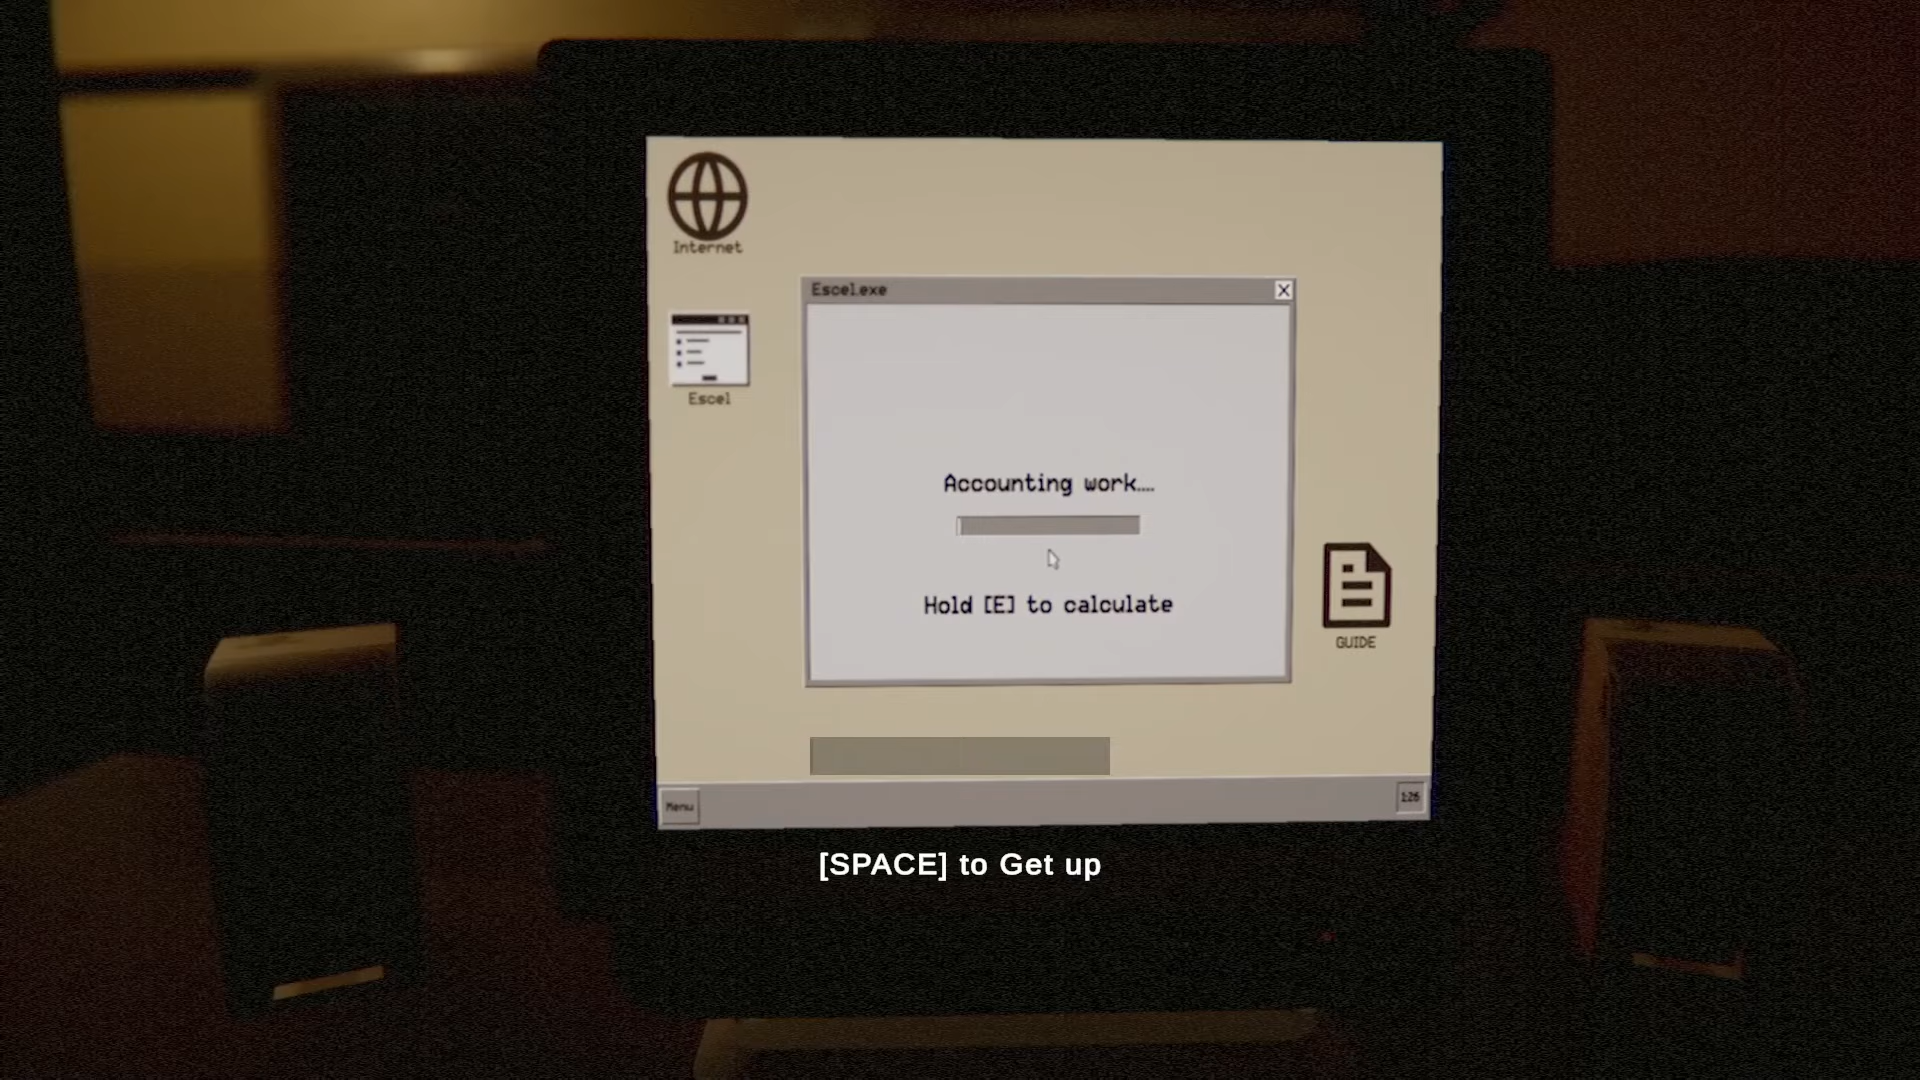 Internet
Escel.exe
Escel
Accounting work....
Hold [E] to calculate
GUIDE
Menu
1:26
[SPACE] to Get up